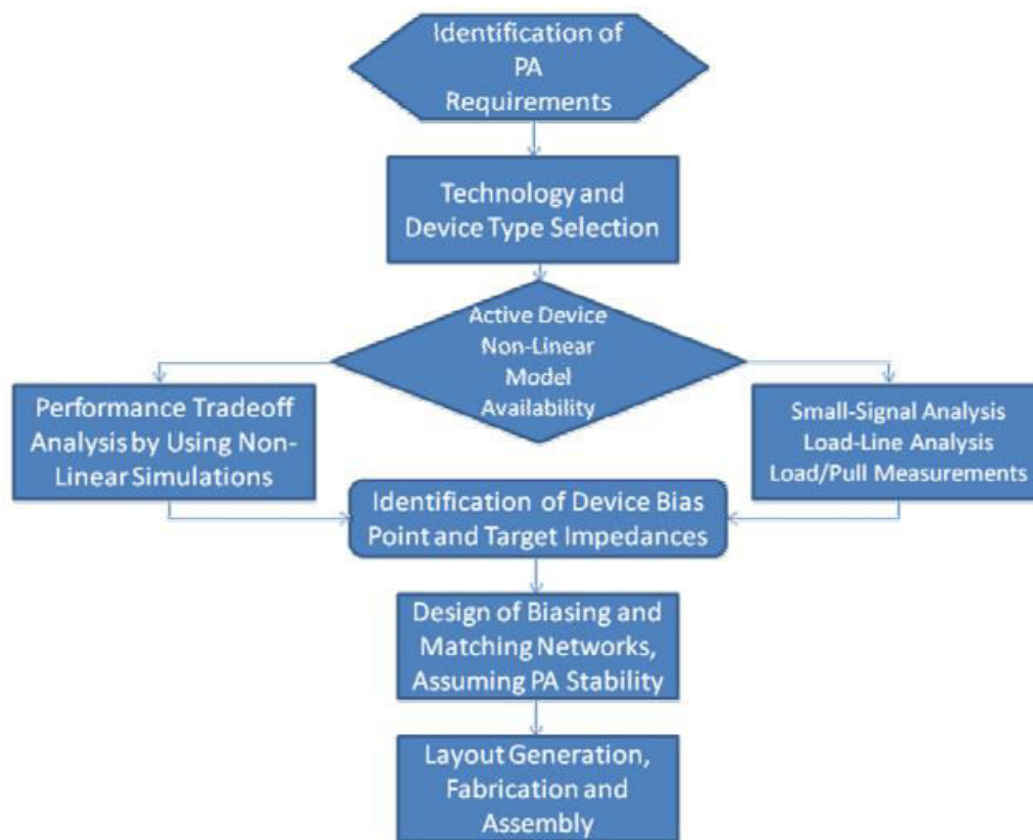 Identification of
PA
Requirements
Technology and
Device Type Selection
Active Device
Non-Linear
Model
Availability
Performance Tradeoff
Analysis by Using Non-
Linear Simulations
Small-Signal Analysis
Load-Line Analysis
Load/Pull Measurements
Identification of Device Bias
Point and Target Impedances
Design of Biasing and
Matching Networks,
Assuming PA Stability
Layout Generation,
Fabrication and
Assembly